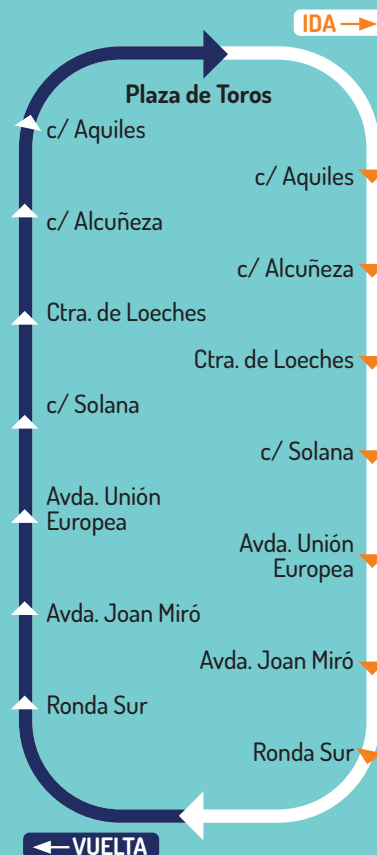 IDA
Plaza de Toros
c/ Aquiles
c/ Aquiles
c/ Alcuñeza
c/ Alcuñeza
Ctra. de Loeches
Ctra. de Loeches
c/ Solana
c/ Solana
Avda. Unión
Europea
Avda. Unión
Europea
Avda. Joan Miró
Avda. Joan Miró
Ronda Sur
Ronda Sur
VUELTA